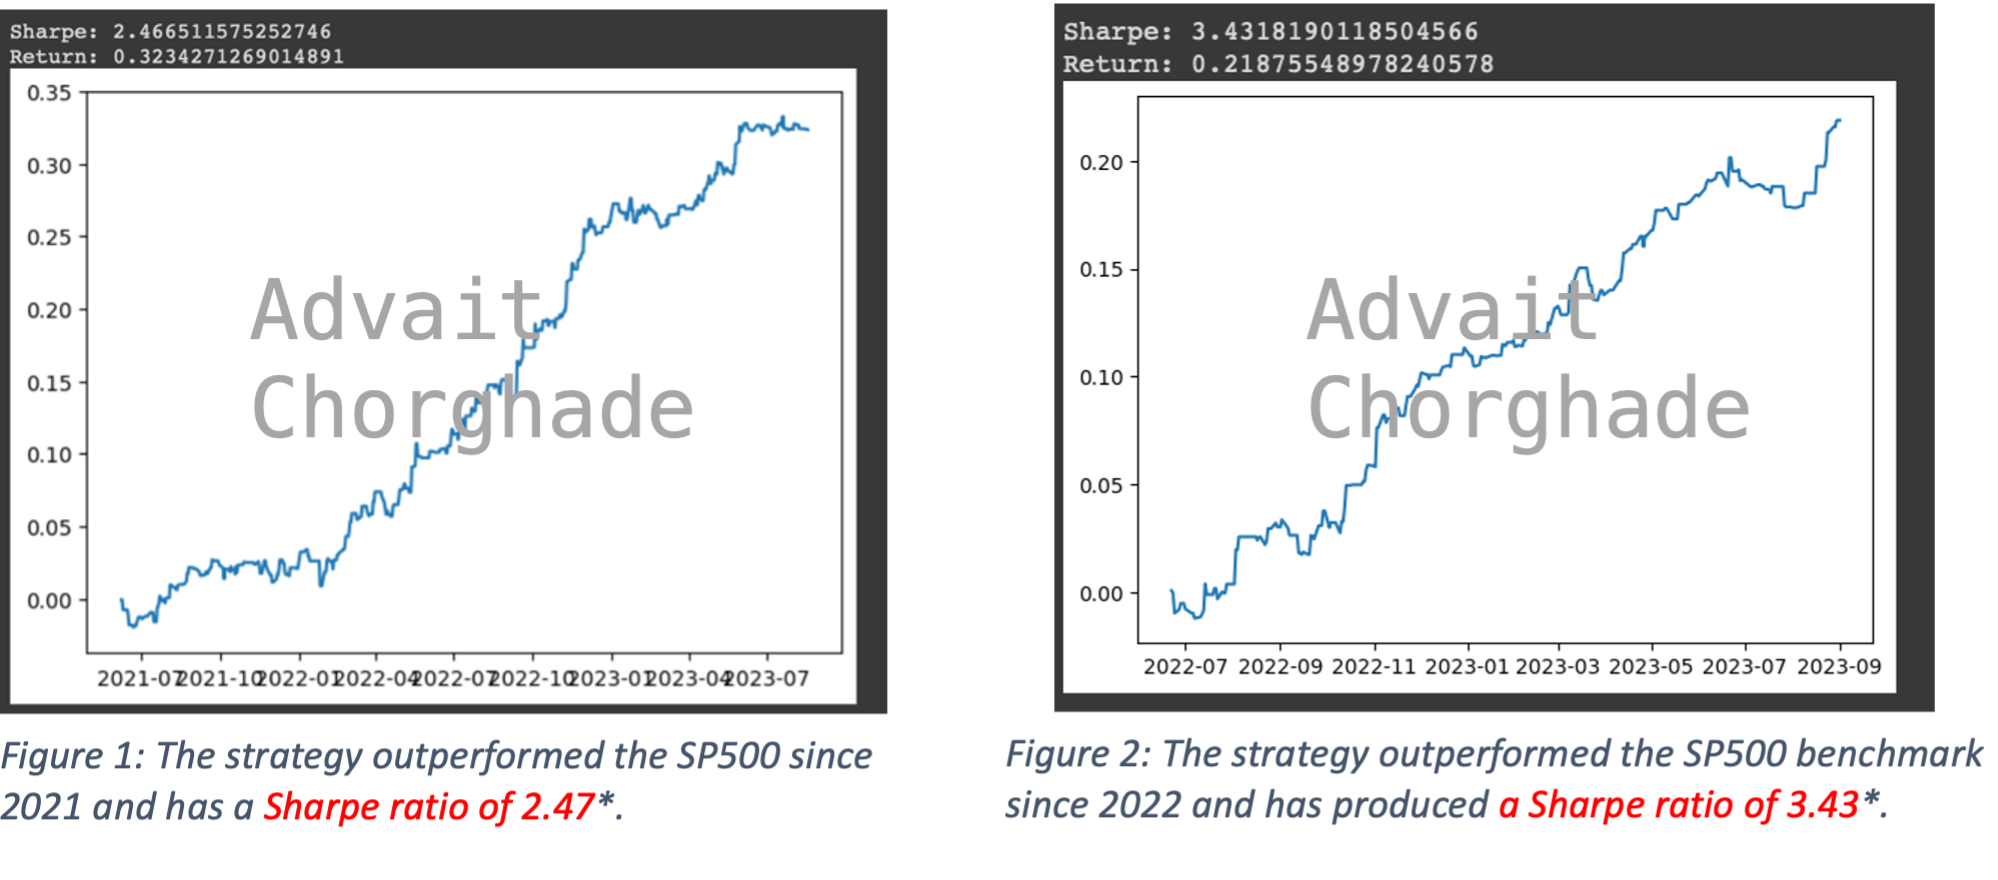 Sharpe: 2.466511575252746
Return: 0.3234271269014891
0.35
0.30
0.25
0.20
0.15
0.10
0.05
0.00
2021-07 2021-10 2022-01 2022-04 2022-07 2022-10 2023-01 2023-04 2023-07
Advait
Chorghade
Figure 1: The strategy outperformed the SP500 since
2021 and has a Sharpe ratio of 2.47*.
Sharpe: 3.4318190118504566
Return: 0.21875548978240578
0.20
0.15
0.10
0.05
0.00
2022-07 2022-09 2022-11 2023-01 2023-03 2023-05 2023-07 2023-09
Advait
Chorghade
Figure 2: The strategy outperformed the SP500 benchmark
since 2022 and has produced a Sharpe ratio of 3.43*.